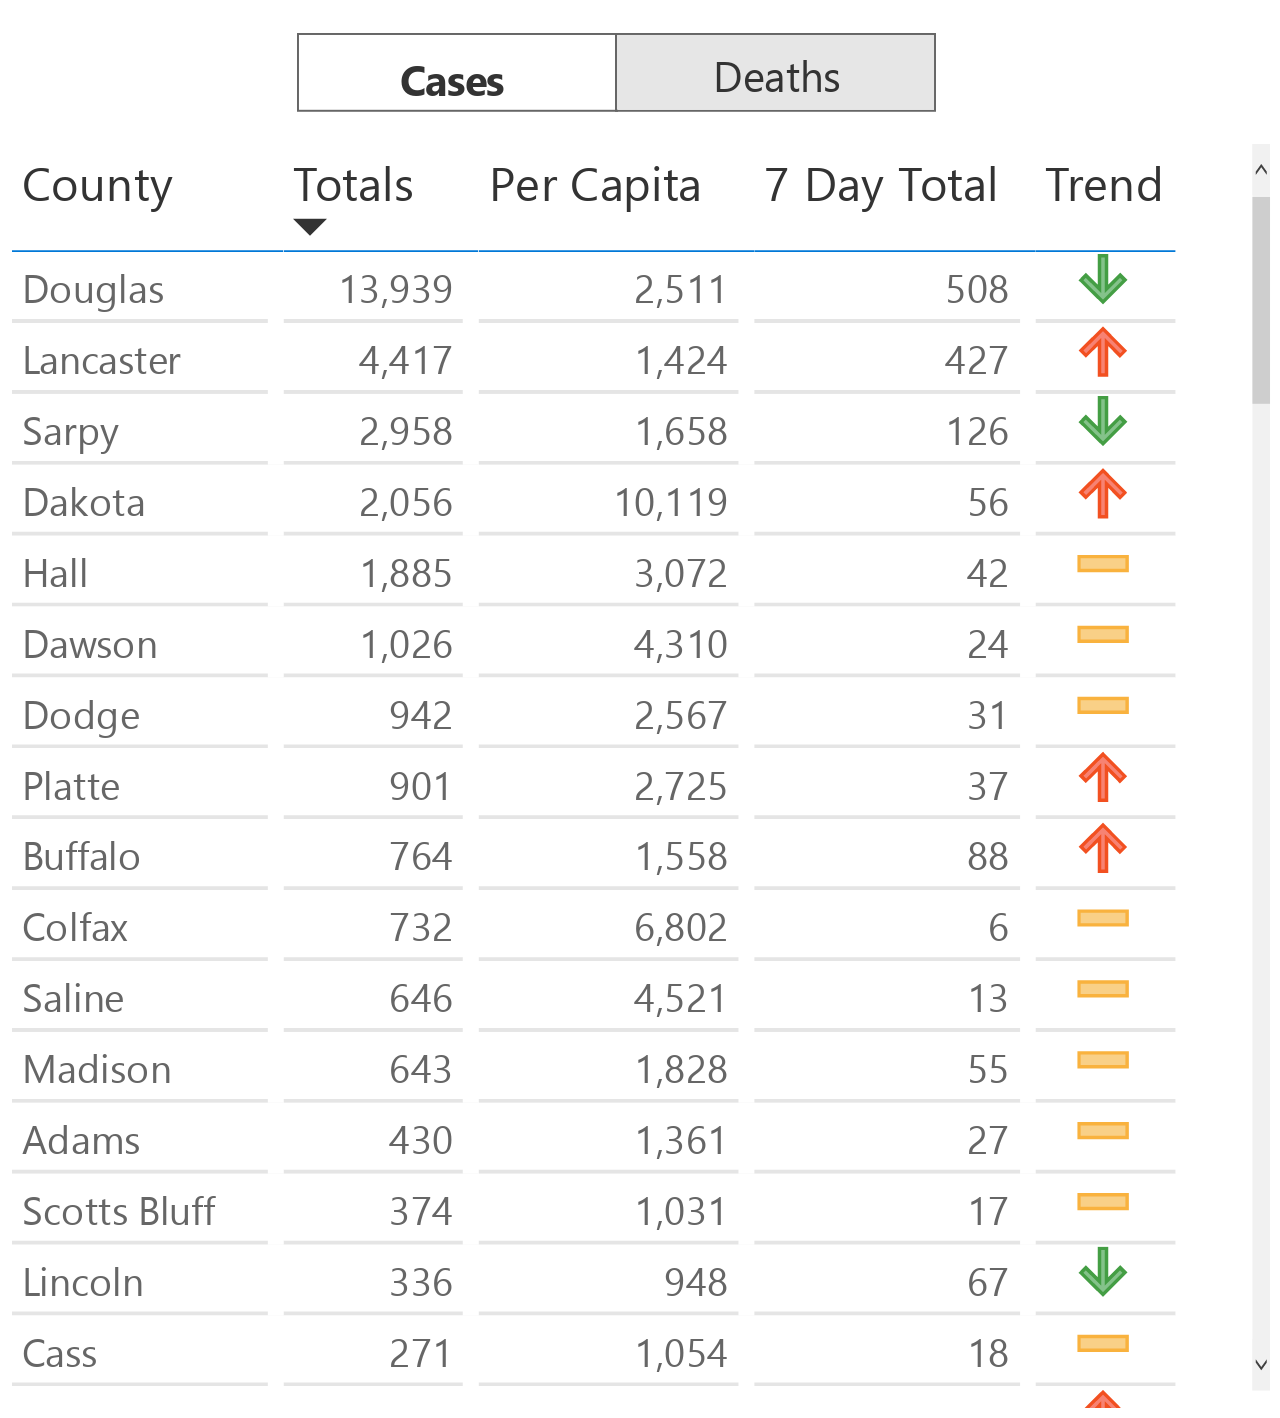 Cases Deaths
County Totals Per Capita 7 Day Total Trend
Douglas 13,939 2,511 508
Lancaster 4,417 1,424 427
Sarpy 2,958 1,658 126
Dakota 2,056 10,119 56
Hall 1,885 3,072 42
Dawson 1,026 4,310 24
Dodge 942 2,567 31
Platte 901 2,725 37
Buffalo 764 1,558 88
Colfax 732 6,802 6
Saline 646 4,521 13
Madison 643 1,828 55
Adams 430 1,361 27
Scotts Bluff 374 1,031 17
Lincoln 336 948 67
Cass 271 1,054 18